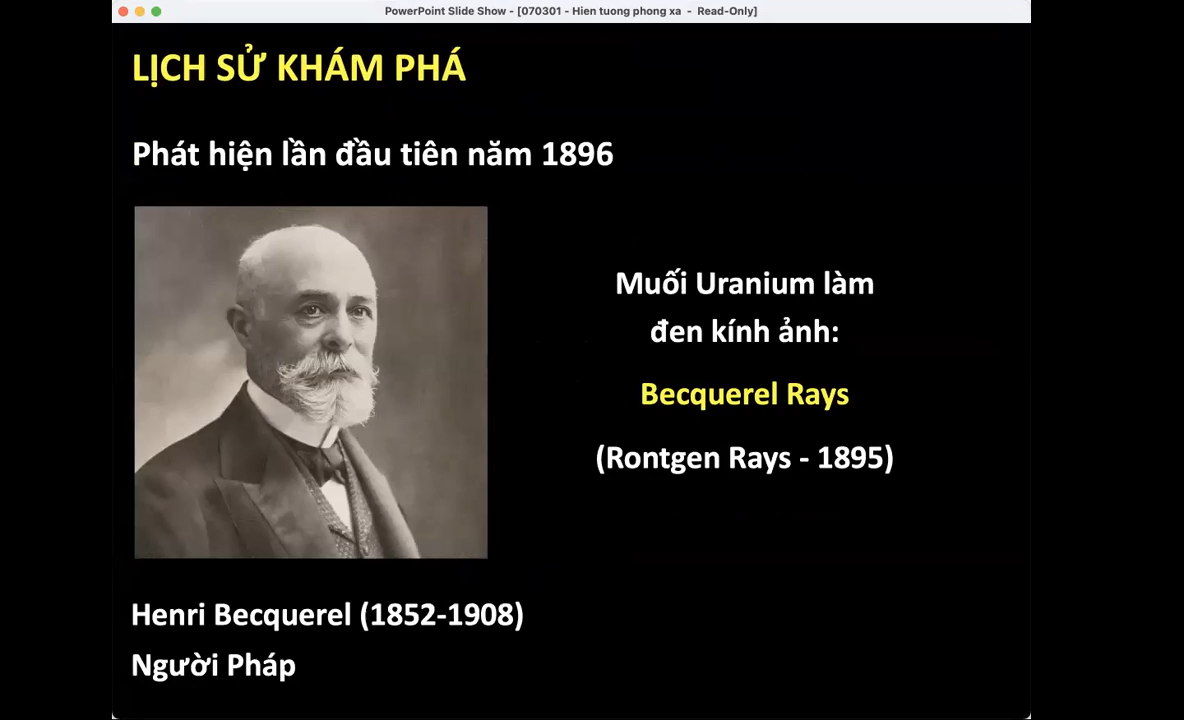 PowerPoint Slide Show - [070301 - Hien tuong phong xa - Read-Only]
LỊCH SỬ KHÁM PHÁ
Phát hiện lần đầu tiên năm 1896
Muối Uranium làm
đen kính ảnh:
Becquerel Rays
(Rontgen Rays - 1895)
Henri Becquerel (1852-1908)
Người Pháp